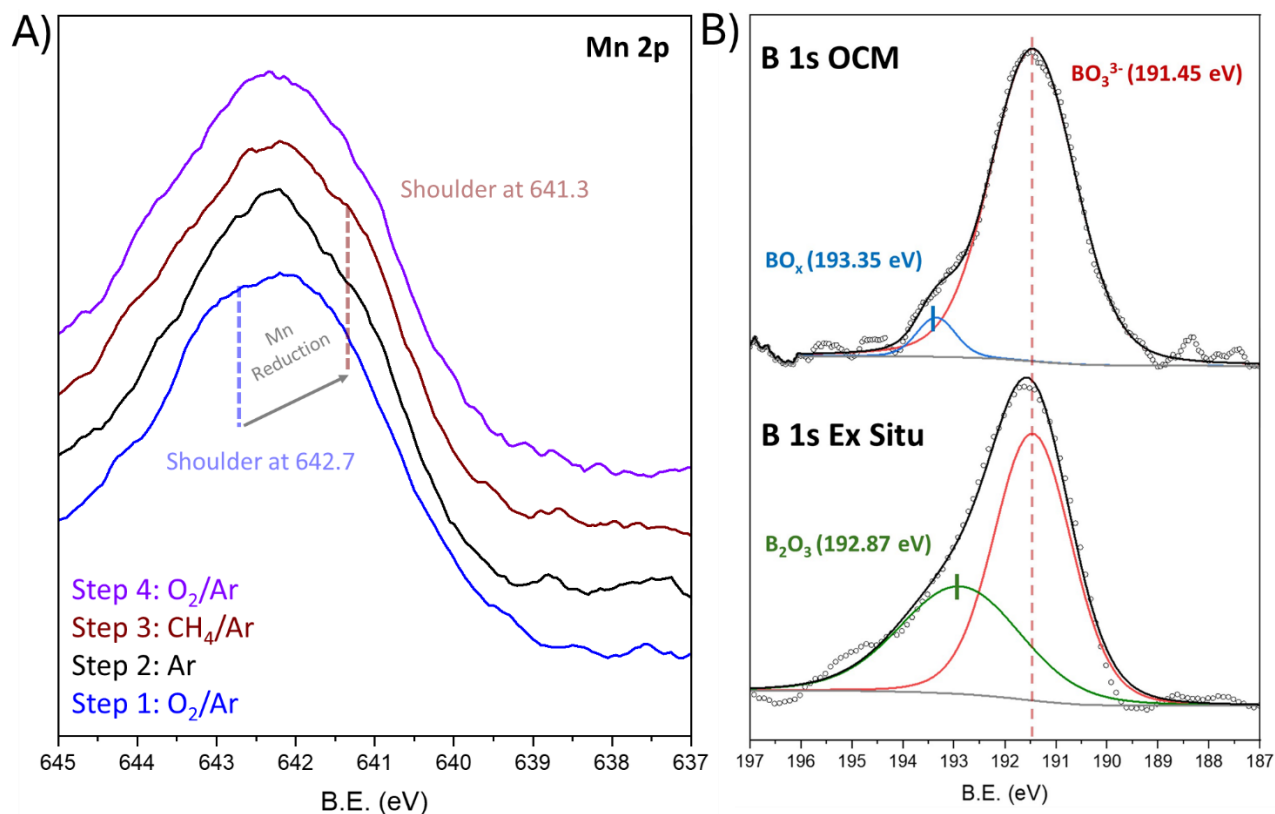 A)
Mn 2p
Shoulder at 641.3
Mn
Reduction
Shoulder at 642.7
Step 4: O₂/Ar
Step 3: CH₄/Ar
Step 2: Ar
Step 1: O₂/Ar
645 644 643 642 641 640 639 638 637
B.E. (eV)
B)
B 1s OCM
BO₃³⁻ (191.45 eV)
BOₓ (193.35 eV)
B 1s Ex Situ
B₂O₃ (192.87 eV)
197 196 195 194 193 192 191 190 189 188 187
B.E. (eV)